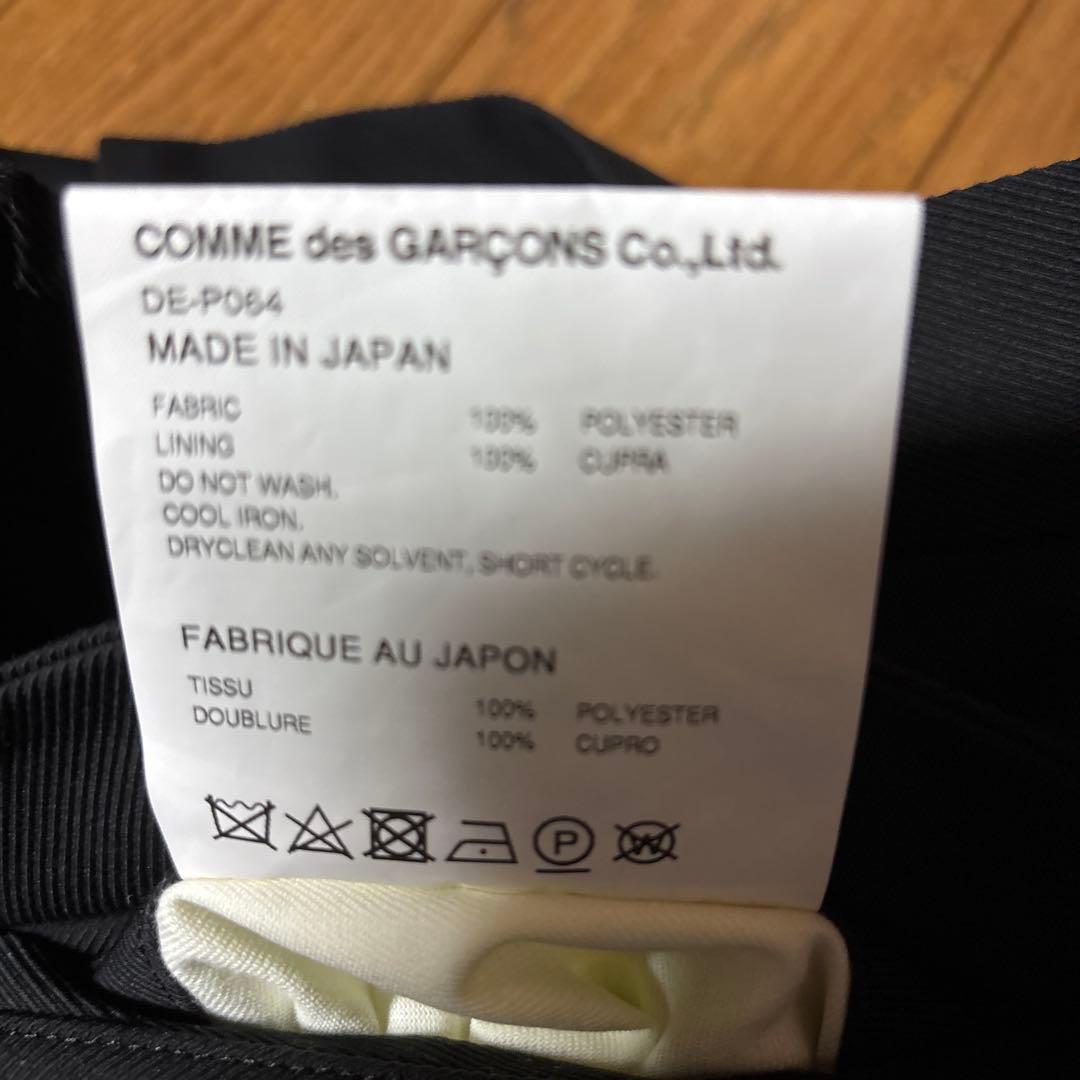 COMME des GARÇONS Co.,Ltd.
DE-P064
MADE IN JAPAN
FABRIC 100% POLYESTER
LINING 100% CUPRA
DO NOT WASH.
COOL IRON.
DRYCLEAN ANY SOLVENT, SHORT CYCLE.
FABRIQUE AU JAPON
TISSU 100% POLYESTER
DOUBLURE 100% CUPRO
P W